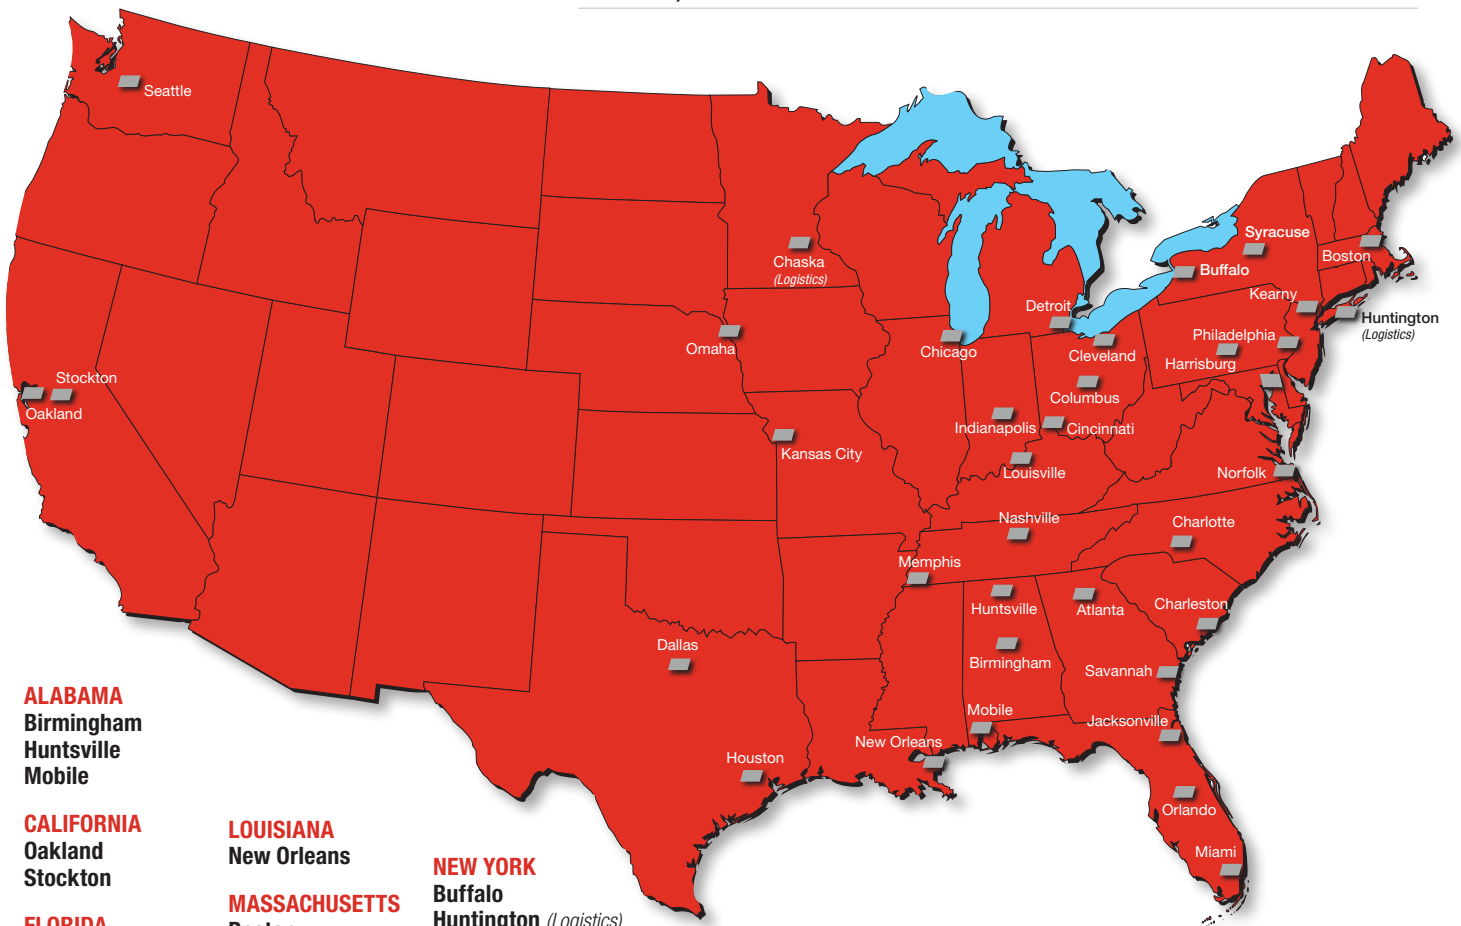 Seattle
Syracuse
Boston
Chaska
(Logistics)
Buffalo
Kearny
Detroit
Huntington
(Logistics)
Omaha
Philadelphia
Chicago
Cleveland
Harrisburg
Stockton
Columbus
Oakland
Indianapolis
Cincinnati
Kansas City
Louisville
Norfolk
Nashville
Charlotte
Memphis
Huntsville
Atlanta
Charleston
Dallas
Birmingham
Savannah
Mobile
Jacksonville
New Orleans
Houston
Orlando
Miami
ALABAMA
Birmingham
Huntsville
Mobile
CALIFORNIA
Oakland
Stockton
FLORIDA
LOUISIANA
New Orleans
MASSACHUSETTS
Boston
NEW YORK
Buffalo
Huntington (Logistics)